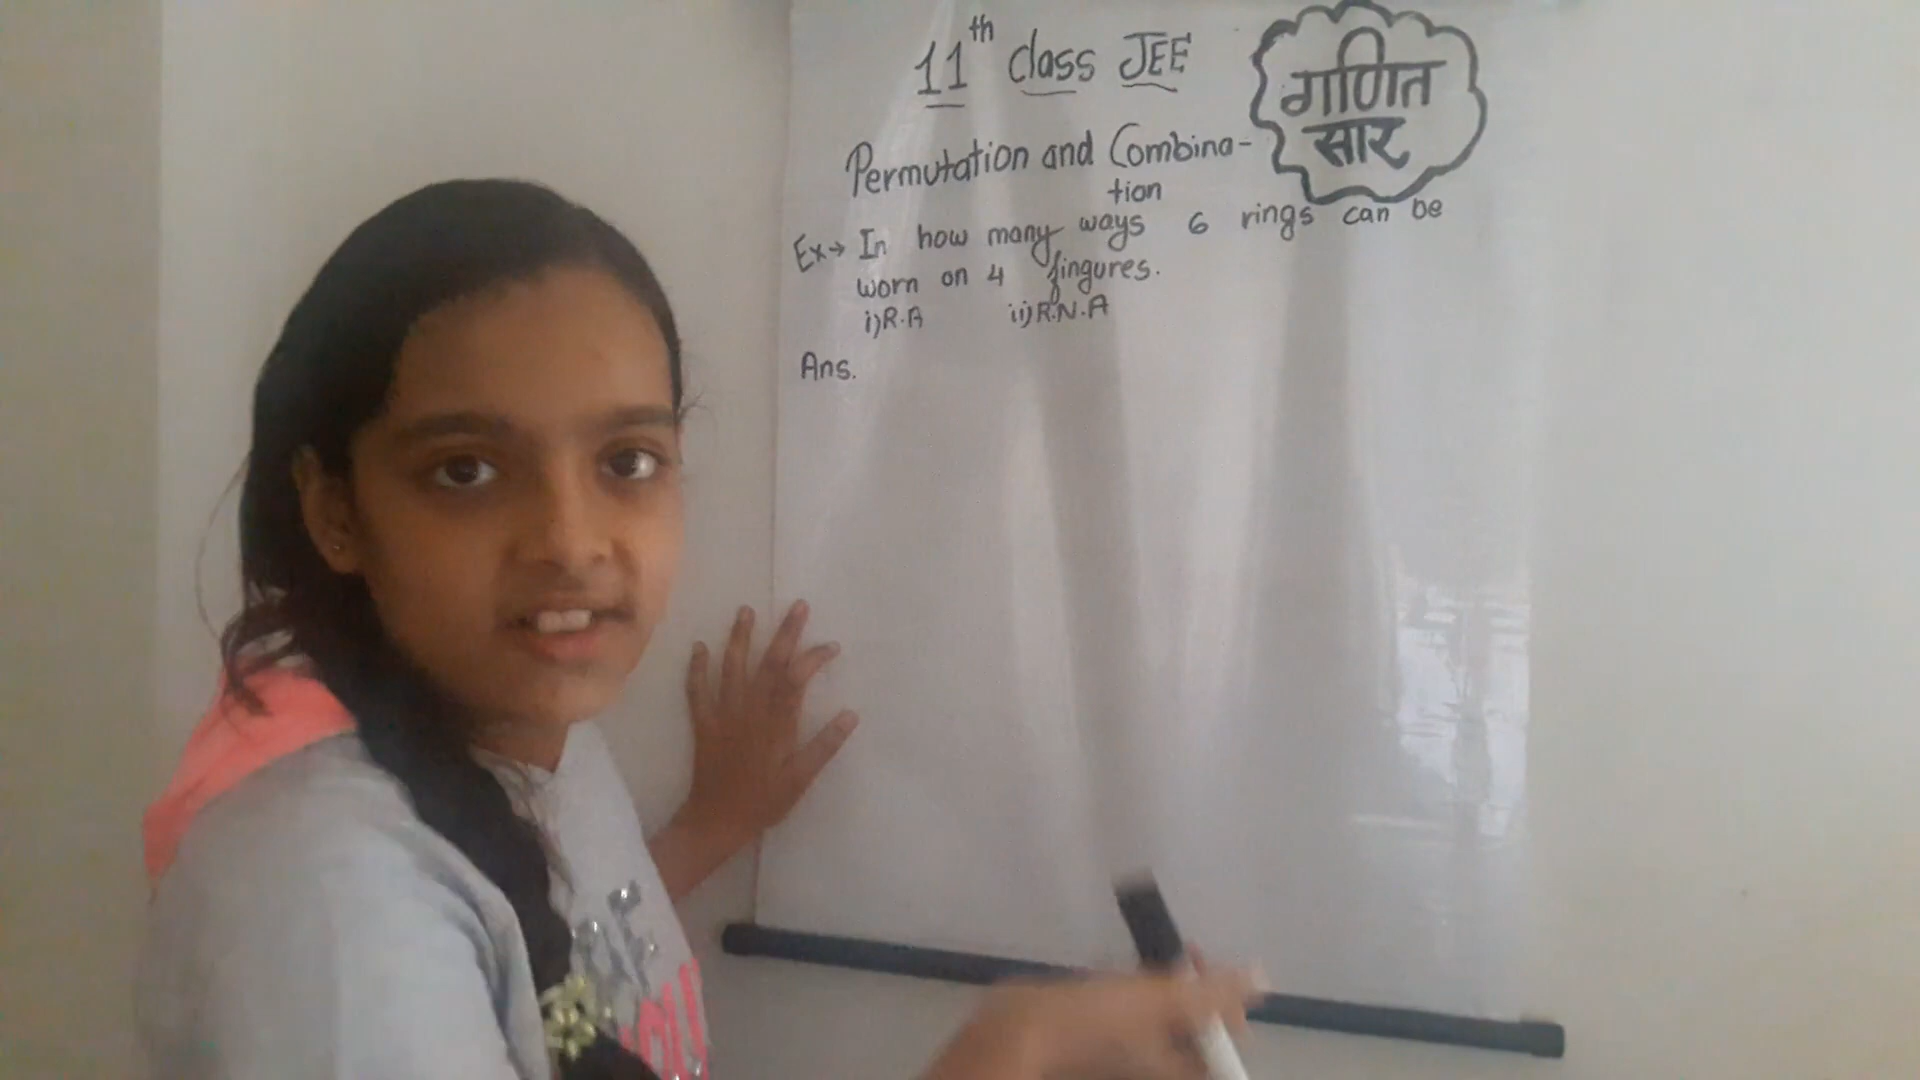 11th class JEE
गणित
सार
Permutation and Combina-
tion
Ex→ In how many ways 6 rings can be
worn on 4 fingures.
i)R.A ii)R.N.A
Ans.